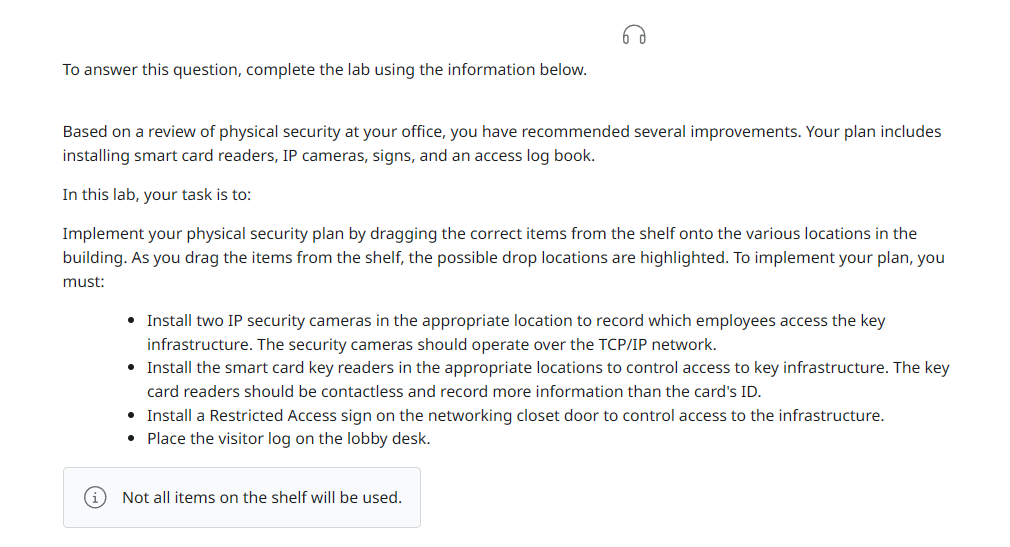 To answer this question, complete the lab using the information below.
Based on a review of physical security at your office, you have recommended several improvements. Your plan includes
installing smart card readers, IP cameras, signs, and an access log book.
In this lab, your task is to:
Implement your physical security plan by dragging the correct items from the shelf onto the various locations in the
building. As you drag the items from the shelf, the possible drop locations are highlighted. To implement your plan, you
must:
• Install two IP security cameras in the appropriate location to record which employees access the key
infrastructure. The security cameras should operate over the TCP/IP network.
• Install the smart card key readers in the appropriate locations to control access to key infrastructure. The key
card readers should be contactless and record more information than the card's ID.
• Install a Restricted Access sign on the networking closet door to control access to the infrastructure.
• Place the visitor log on the lobby desk.
Not all items on the shelf will be used.